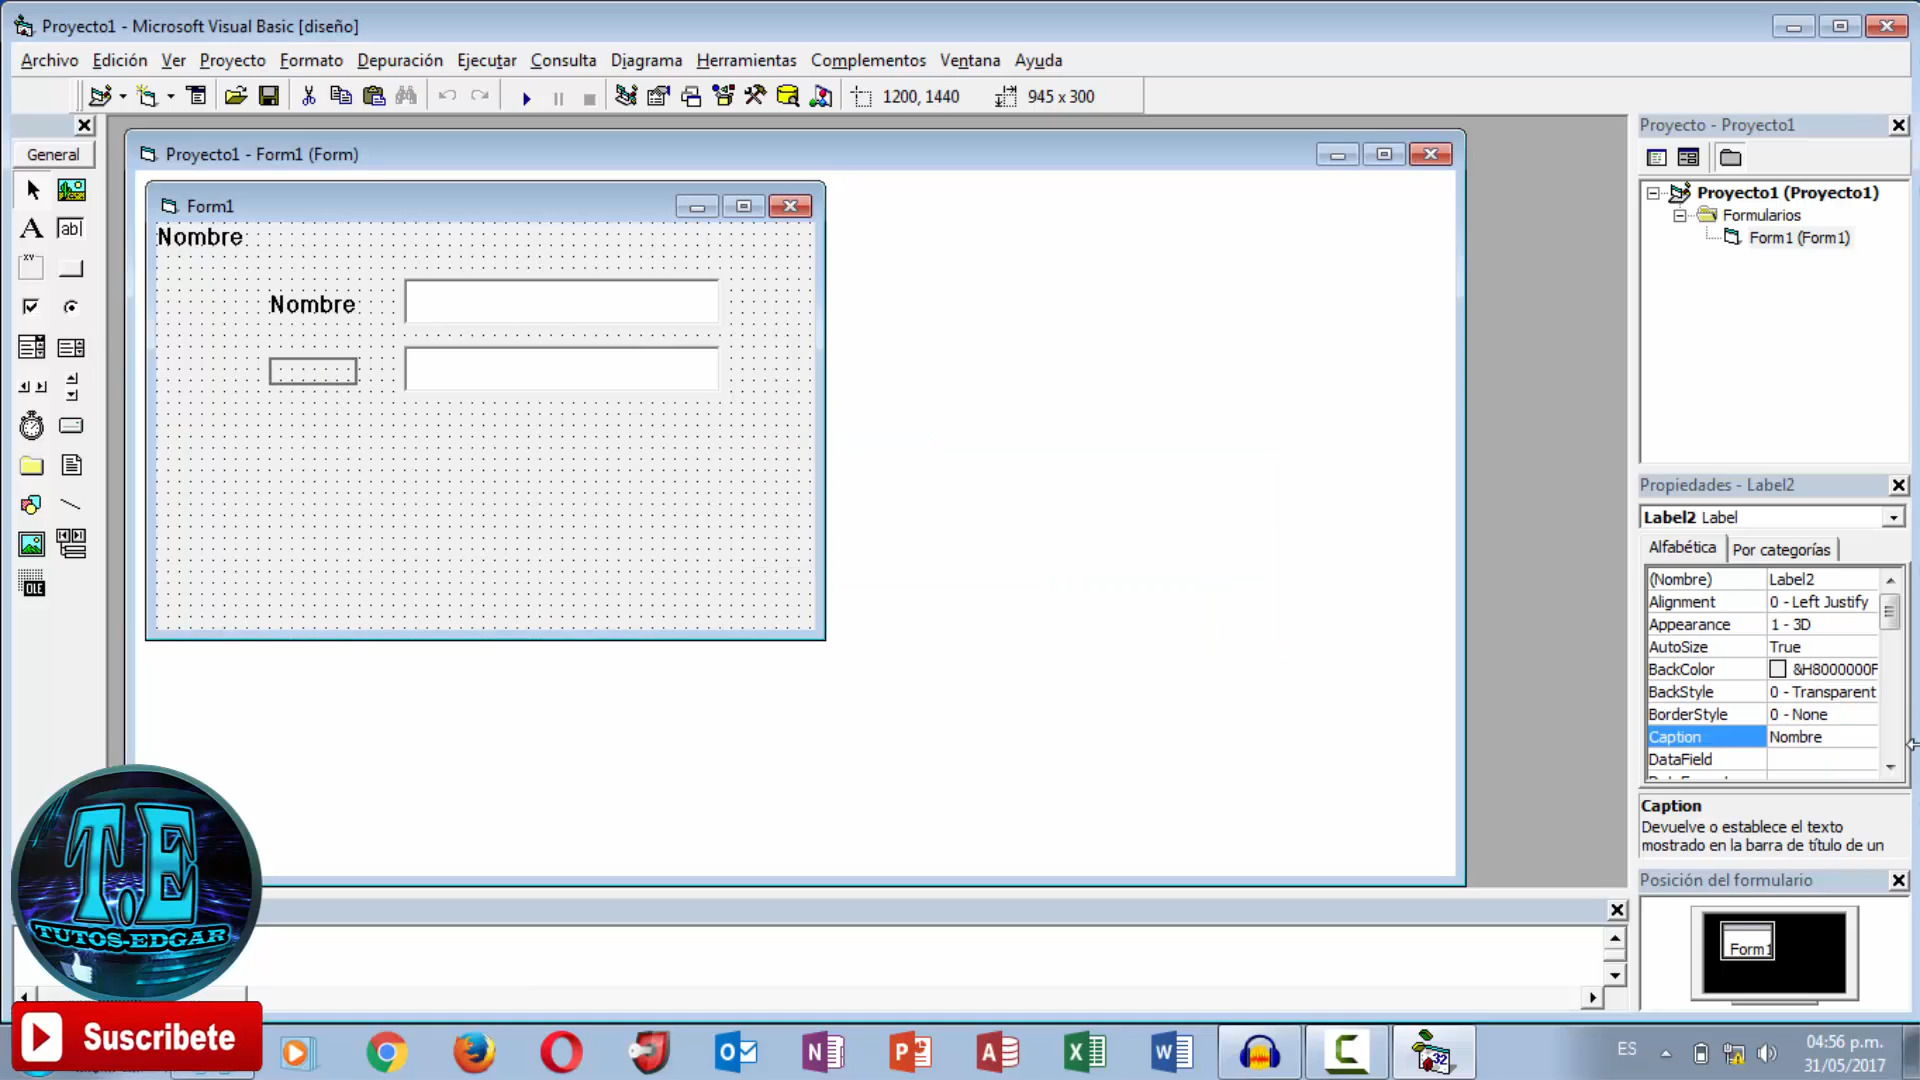 Proyecto1 - Microsoft Visual Basic [diseño]
Archivo Edición Ver Proyecto Formato Depuración Ejecutar Consulta Diagrama Herramientas Complementos Ventana Ayuda
1200, 1440 945 x 300
General
A
ab|
XY
OLE
Proyecto1 - Form1 (Form)
Form1
Nombre
Nombre
Proyecto - Proyecto1
Proyecto1 (Proyecto1)
Formularios
Form1 (Form1)
Propiedades - Label2
Label2 Label
Alfabética Por categorías
(Nombre) Label2
Alignment 0 - Left Justify
Appearance 1 - 3D
AutoSize True
BackColor &H8000000F
BackStyle 0 - Transparent
BorderStyle 0 - None
Caption Nombre
DataField
Caption
Devuelve o establece el texto
mostrado en la barra de título de un
Posición del formulario
Form1
T.E
TUTOS-EDGAR
Suscribete
ES
04:56 p.m.
31/05/2017